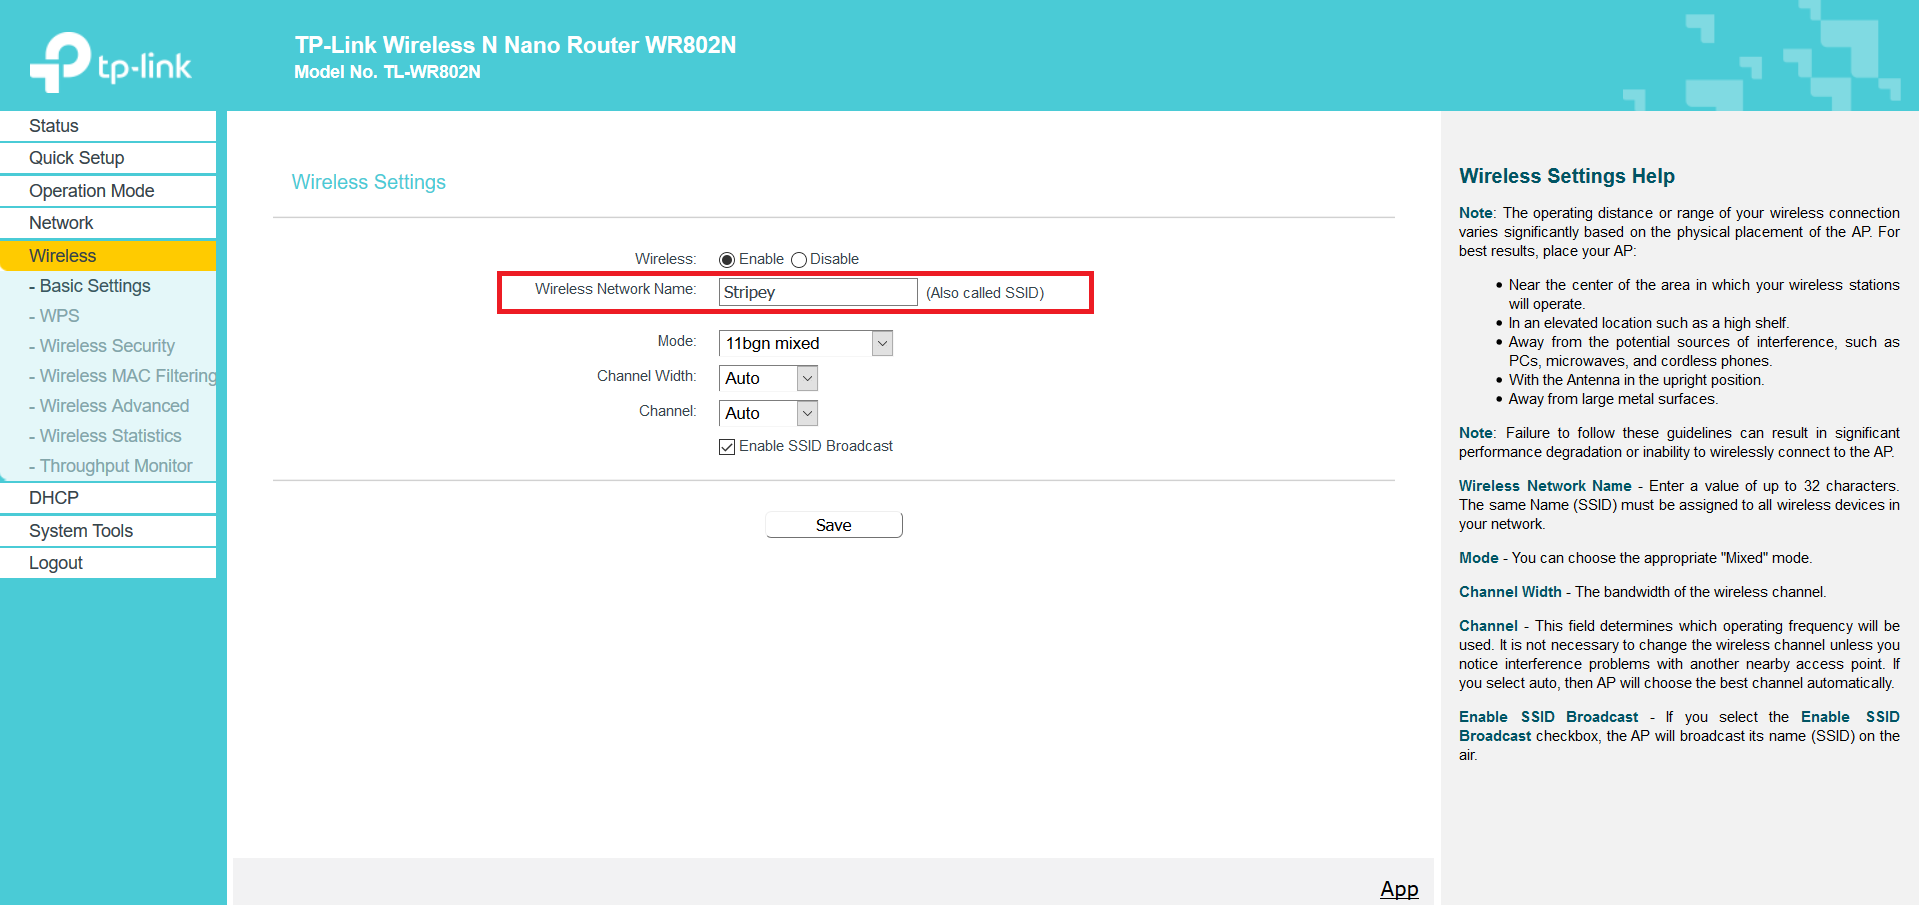 tp-link
TP-Link Wireless N Nano Router WR802N
Model No. TL-WR802N
Status
Quick Setup
Operation Mode
Network
Wireless
- Basic Settings
- WPS
- Wireless Security
- Wireless MAC Filtering
- Wireless Advanced
- Wireless Statistics
- Throughput Monitor
DHCP
System Tools
Logout
Wireless Settings
Wireless: Enable Disable
Wireless Network Name: Stripey (Also called SSID)
Mode: 11bgn mixed
Channel Width: Auto
Channel: Auto
Enable SSID Broadcast
Save
App
Wireless Settings Help
Note: The operating distance or range of your wireless connection
varies significantly based on the physical placement of the AP. For
best results, place your AP:
• Near the center of the area in which your wireless stations
will operate.
• In an elevated location such as a high shelf.
• Away from the potential sources of interference, such as
PCs, microwaves, and cordless phones.
• With the Antenna in the upright position.
• Away from large metal surfaces.
Note: Failure to follow these guidelines can result in significant
performance degradation or inability to wirelessly connect to the AP.
Wireless Network Name - Enter a value of up to 32 characters.
The same Name (SSID) must be assigned to all wireless devices in
your network.
Mode - You can choose the appropriate "Mixed" mode.
Channel Width - The bandwidth of the wireless channel.
Channel - This field determines which operating frequency will be
used. It is not necessary to change the wireless channel unless you
notice interference problems with another nearby access point. If
you select auto, then AP will choose the best channel automatically.
Enable SSID Broadcast - If you select the Enable SSID
Broadcast checkbox, the AP will broadcast its name (SSID) on the
air.